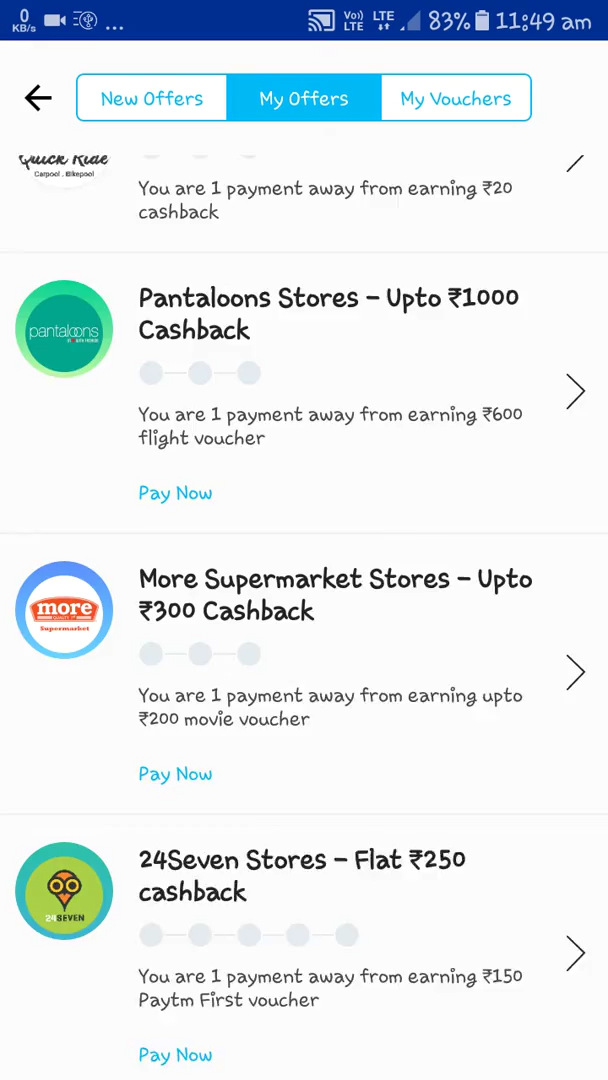 0
KB/s
...
Vo)
LTE
LTE
83%
11:49 am
New Offers
My Offers
My Vouchers
Quick Ride
Carpool . Bikepool
You are 1 payment away from earning ₹20
cashback
pantaloons
Pantaloons Stores - Upto ₹1000
Cashback
You are 1 payment away from earning ₹600
flight voucher
Pay Now
more
Supermarket
More Supermarket Stores - Upto
₹300 Cashback
You are 1 payment away from earning upto
₹200 movie voucher
Pay Now
24SEVEN
24Seven Stores - Flat ₹250
cashback
You are 1 payment away from earning ₹150
Paytm First voucher
Pay Now